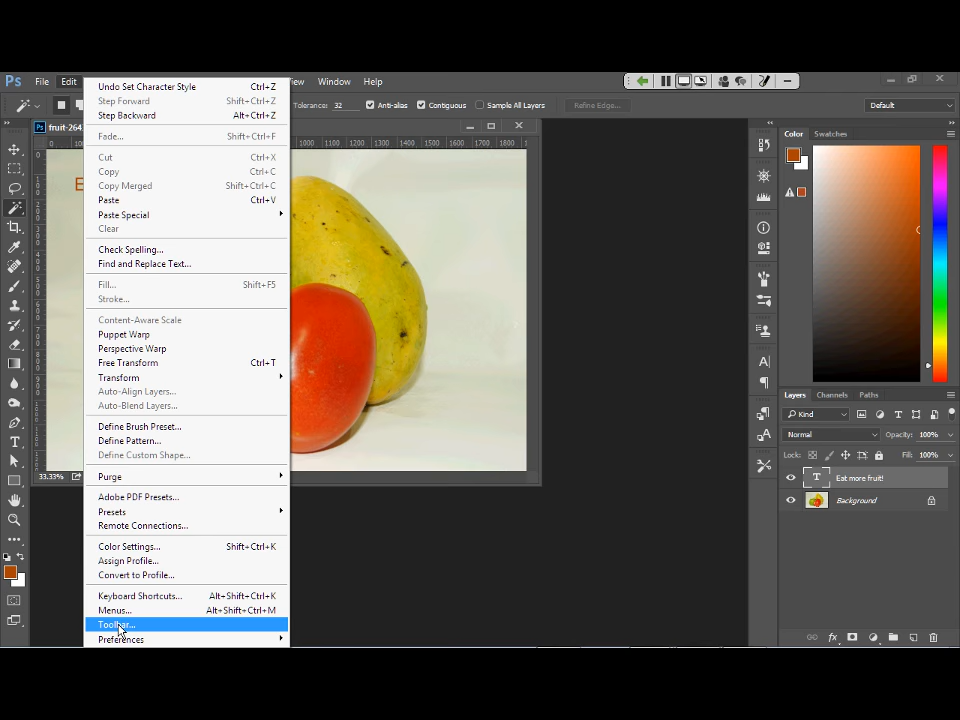 Ps File Edit View Window Help
Tolerance: 32 Anti-alias Contiguous Sample All Layers Refine Edge... Default
Ps
1000 1100 1200 1300 1400 1500 1600 1700 1800
Undo Set Character Style Ctrl+Z
Step Forward Shift+Ctrl+Z
Step Backward Alt+Ctrl+Z
Fade... Shift+Ctrl+F
Cut Ctrl+X
Copy Ctrl+C
Copy Merged Shift+Ctrl+C
Paste Ctrl+V
Paste Special
Clear
Check Spelling...
Find and Replace Text...
Fill... Shift+F5
Stroke...
Content-Aware Scale
Puppet Warp
Perspective Warp
Free Transform Ctrl+T
Transform
Auto-Align Layers...
Auto-Blend Layers...
Define Brush Preset...
Define Pattern...
Define Custom Shape...
Purge
Adobe PDF Presets...
Presets
Remote Connections...
Color Settings... Shift+Ctrl+K
Assign Profile...
Convert to Profile...
Keyboard Shortcuts... Alt+Shift+Ctrl+K
Menus... Alt+Shift+Ctrl+M
Toolbar...
Preferences
33.33%
Color Swatches
Layers Channels Paths
Kind
Normal Opacity: 100%
Lock: Fill: 100%
T Eat more fruit!
Background